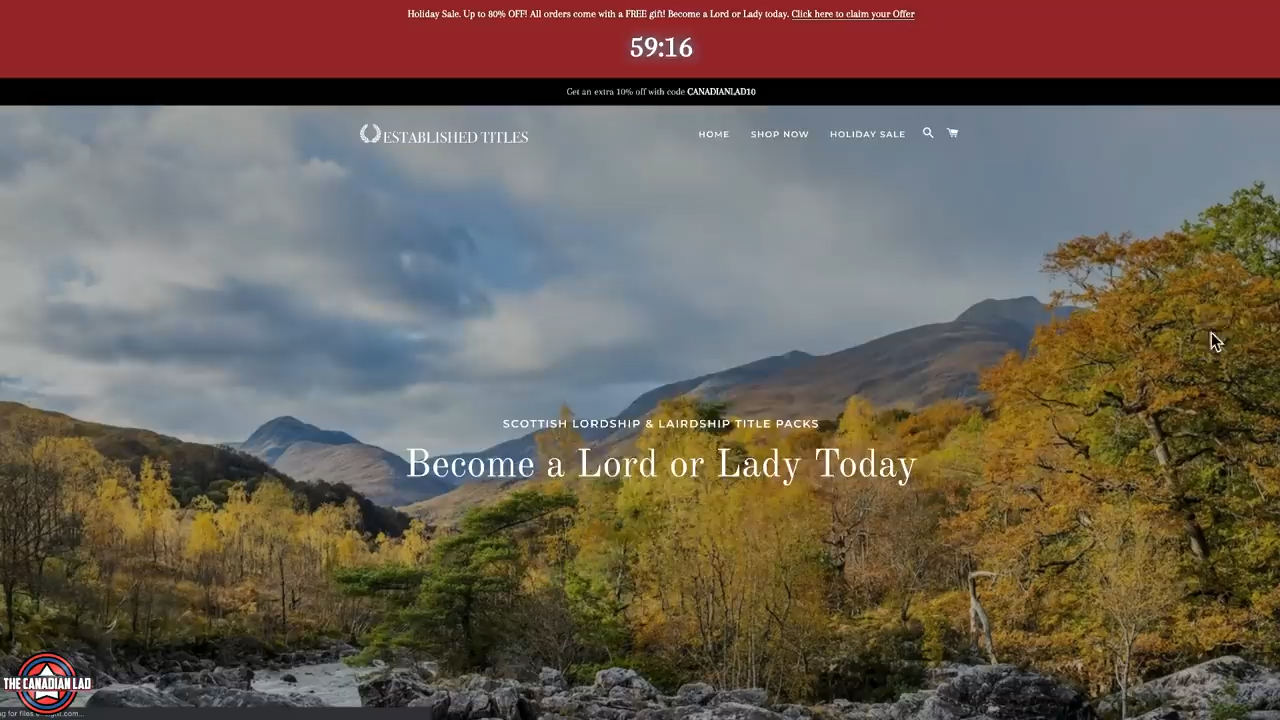 Holiday Sale. Up to 80% OFF! All orders come with a FREE gift! Become a Lord or Lady today. Click here to claim your Offer
59:16
Get an extra 10% off with code CANADIANLAD10
ESTABLISHED TITLES
HOME SHOP NOW HOLIDAY SALE
SCOTTISH LORDSHIP & LAIRDSHIP TITLE PACKS
Become a Lord or Lady Today
THE CANADIAN LAD